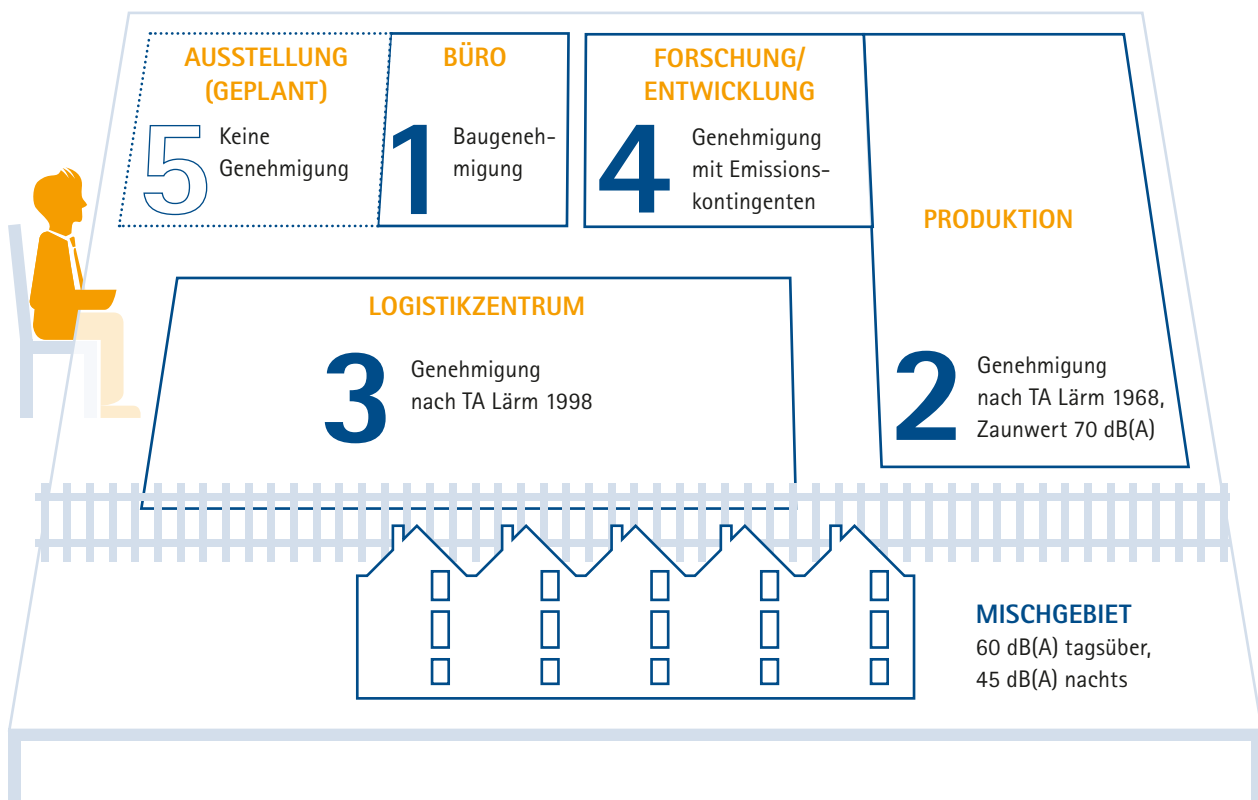 AUSSTELLUNG
(GEPLANT)
5
Keine
Genehmigung
BÜRO
1
Baugeneh-
migung
FORSCHUNG/
ENTWICKLUNG
4
Genehmigung
mit Emissions-
kontingenten
PRODUKTION
2
Genehmigung
nach TA Lärm 1968,
Zaunwert 70 dB(A)
LOGISTIKZENTRUM
3
Genehmigung
nach TA Lärm 1998
MISCHGEBIET
60 dB(A) tagsüber,
45 dB(A) nachts